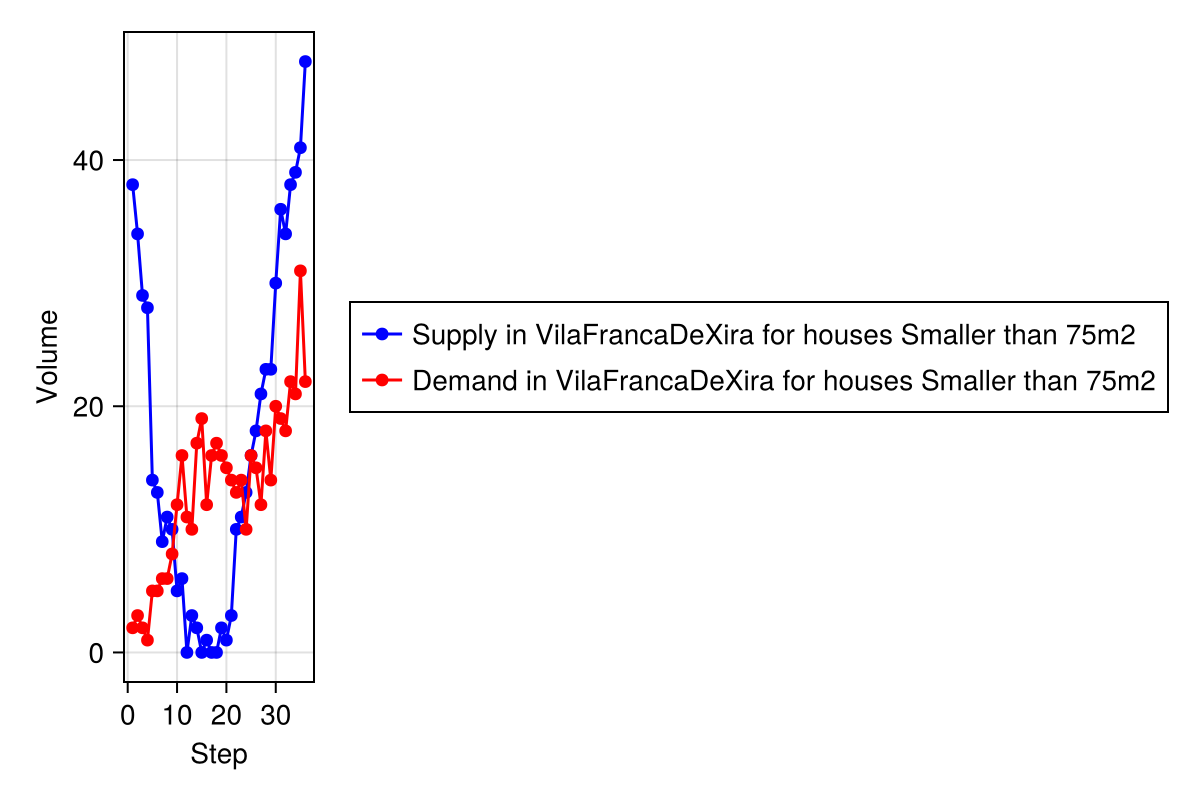 Volume
40
20
0
0 10 20 30
Step
Supply in VilaFrancaDeXira for houses Smaller than 75m2
Demand in VilaFrancaDeXira for houses Smaller than 75m2